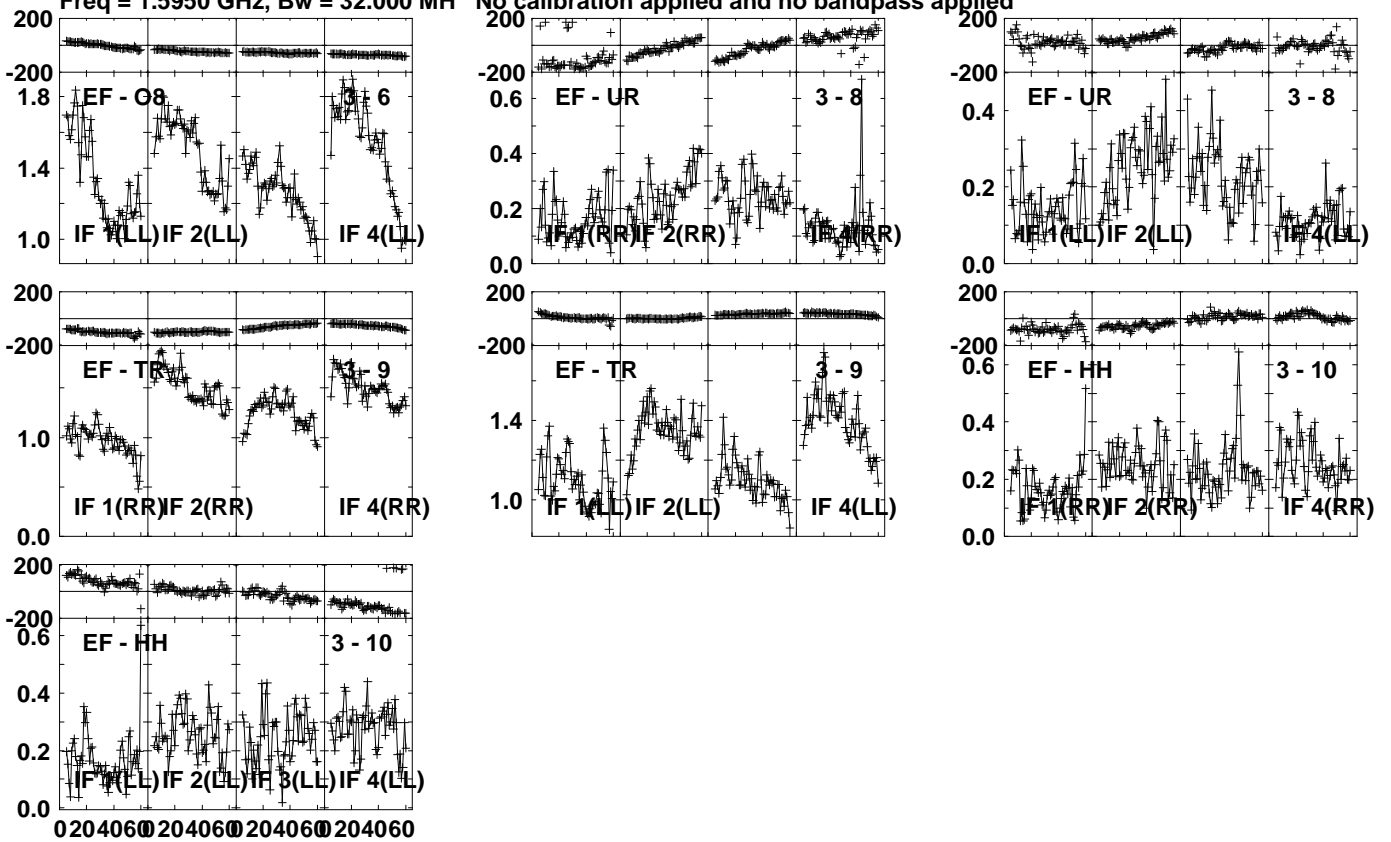 Freq = 1.5950 GHz, Bw = 32.000 MH No calibration applied and no bandpass applied
200
-200
EF - O8
3 - 6
1.8
1.4
1.0
IF 1(LL)
IF 2(LL)
IF 4(LL)
200
-200
EF - UR
3 - 8
0.6
0.4
0.2
0.0
IF 1(RR)
IF 2(RR)
IF 4(RR)
200
-200
EF - UR
3 - 8
0.4
0.2
0.0
IF 1(LL)
IF 2(LL)
IF 4(LL)
200
-200
EF - TR
3 - 9
1.0
0.0
IF 1(RR)
IF 2(RR)
IF 4(RR)
200
-200
EF - TR
3 - 9
1.4
1.0
IF 1(LL)
IF 2(LL)
IF 4(LL)
200
-200
EF - HH
3 - 10
0.6
0.4
0.2
0.0
IF 1(RR)
IF 2(RR)
IF 4(RR)
200
-200
EF - HH
3 - 10
0.6
0.4
0.2
0.0
IF 1(LL)
IF 2(LL)
IF 3(LL)
IF 4(LL)
0 20 40 60 0 20 40 60 0 20 40 60 0 20 40 60